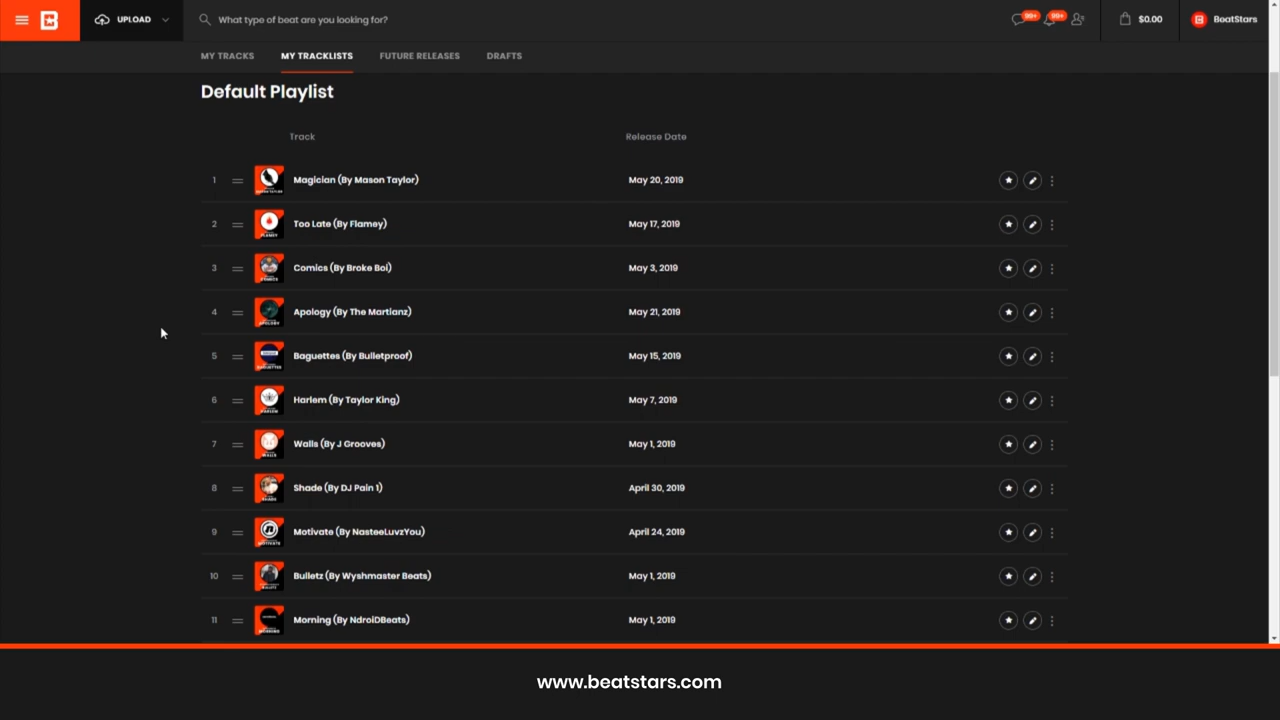 UPLOAD What type of beat are you looking for? 99+ 99+ $0.00 BeatStars
MY TRACKS MY TRACKLISTS FUTURE RELEASES DRAFTS
Default Playlist
Track Release Date
1 Magician (By Mason Taylor) May 20, 2019
2 Too Late (By Flamey) May 17, 2019
3 Comics (By Broke Boi) May 3, 2019
4 Apology (By The Martianz) May 21, 2019
5 Baguettes (By Bulletproof) May 15, 2019
6 Harlem (By Taylor King) May 7, 2019
7 Walls (By J Grooves) May 1, 2019
8 Shade (By DJ Pain 1) April 30, 2019
9 Motivate (By NasteeLuvzYou) April 24, 2019
10 Bulletz (By Wyshmaster Beats) May 1, 2019
11 Morning (By NdroiDBeats) May 1, 2019
www.beatstars.com